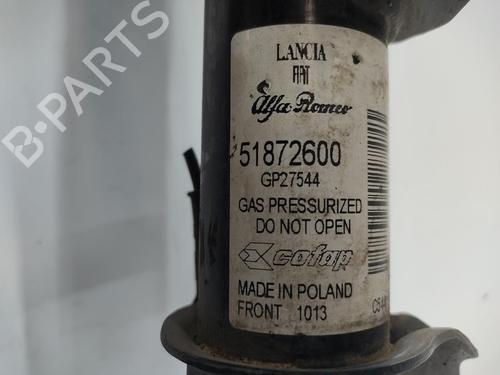 LANCIA
FIAT
Alfa Romeo
51872600
GP27544
GAS PRESSURIZED
DO NOT OPEN
cofap
MADE IN POLAND
FRONT 1013
B-PARTS